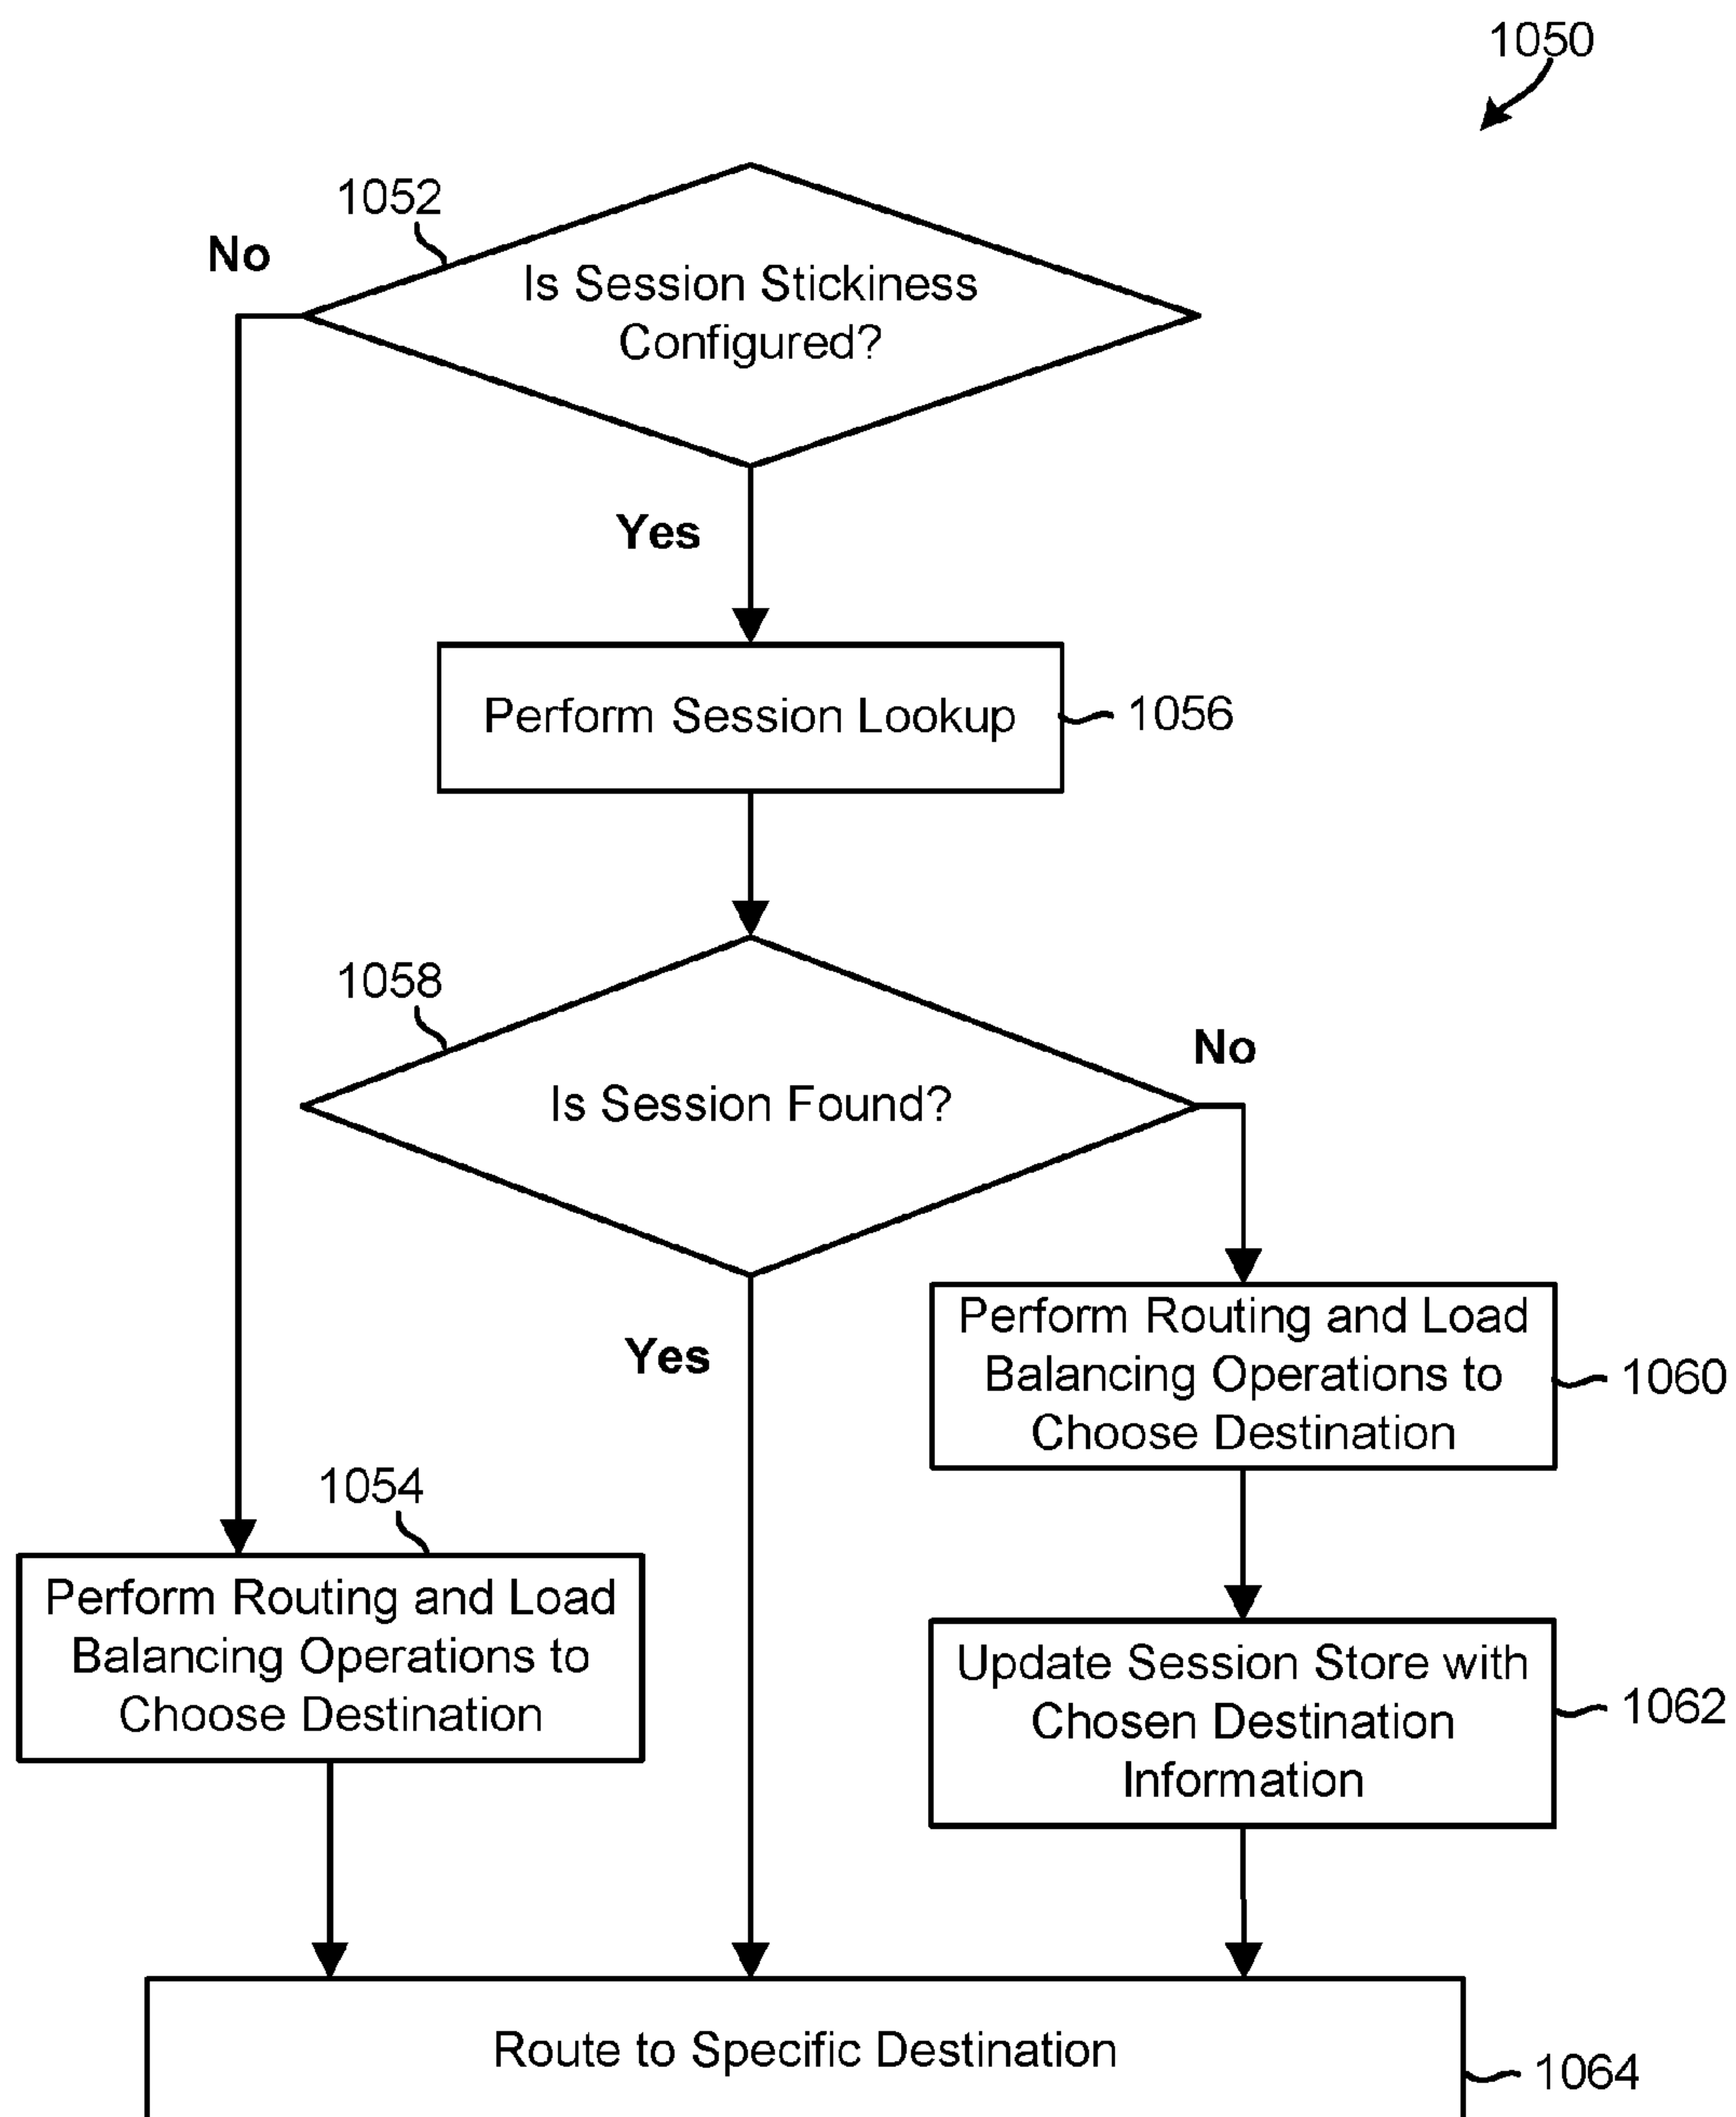 1050
1052
No
Is Session Stickiness
Configured?
Yes
Perform Session Lookup
1056
1058
No
Is Session Found?
Perform Routing and Load
Balancing Operations to
Choose Destination
1060
Yes
1054
Perform Routing and Load
Balancing Operations to
Choose Destination
Update Session Store with
Chosen Destination
Information
1062
Route to Specific Destination
1064